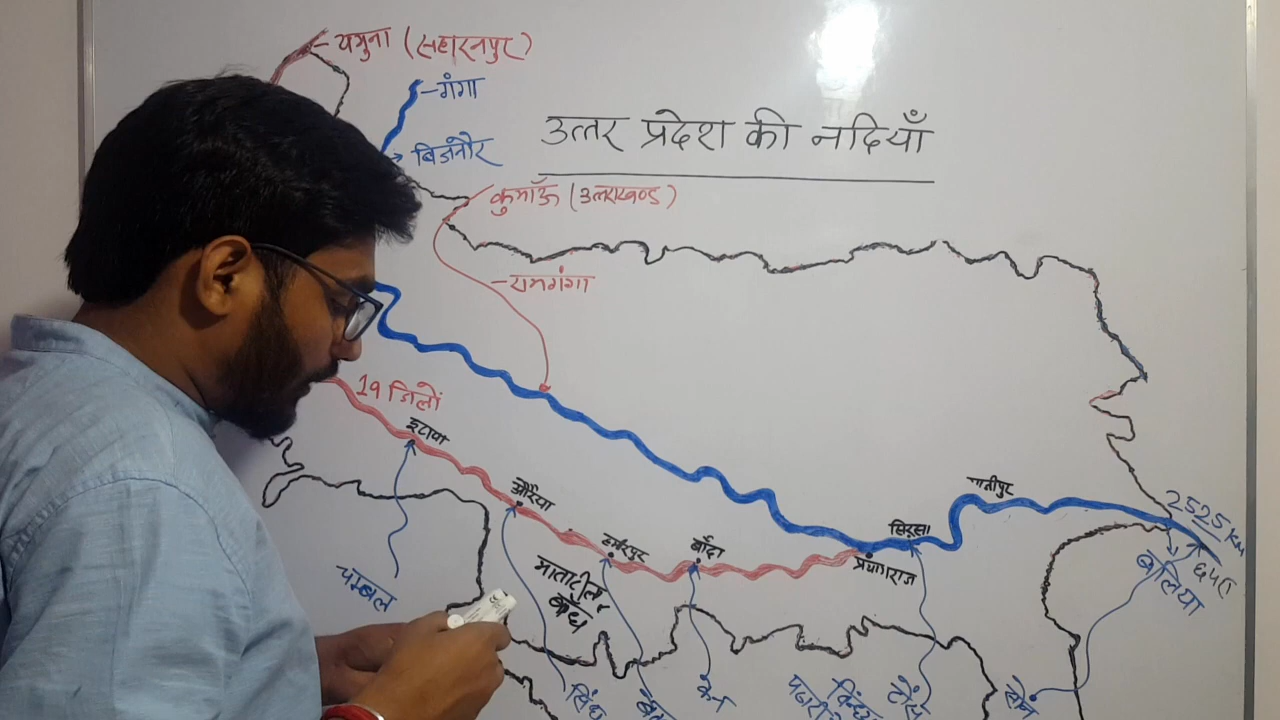 यमुना (सहारनपुर)
गंगा
बिजनौर
उत्तर प्रदेश की नदियाँ
कुमाऊँ (उत्तराखण्ड)
रामगंगा
19 जिलों
इटावा
औरैया
हमीरपुर
बाँदा
प्रयागराज
सिरसा
गाजीपुर
2525 km
बलिया
चम्बल
माताटीला
बाँध
सिंध
केन
टोंस
सोन